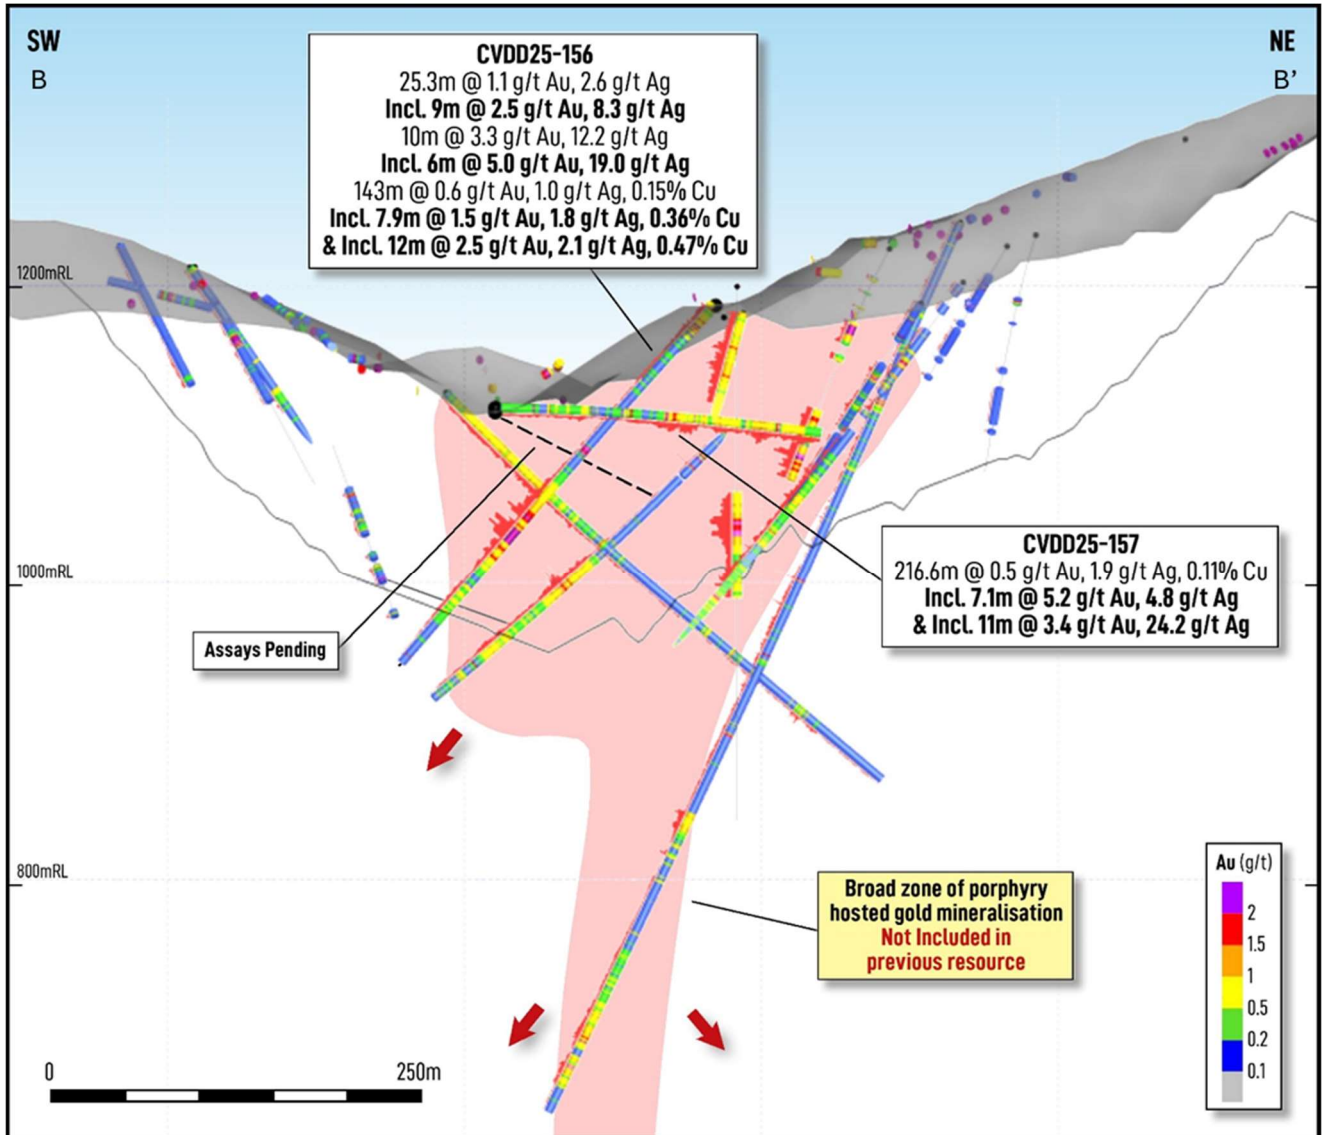 SW
B
NE
B'
CVDD25-156
25.3m @ 1.1 g/t Au, 2.6 g/t Ag
Incl. 9m @ 2.5 g/t Au, 8.3 g/t Ag
10m @ 3.3 g/t Au, 12.2 g/t Ag
Incl. 6m @ 5.0 g/t Au, 19.0 g/t Ag
143m @ 0.6 g/t Au, 1.0 g/t Ag, 0.15% Cu
Incl. 7.9m @ 1.5 g/t Au, 1.8 g/t Ag, 0.36% Cu
& Incl. 12m @ 2.5 g/t Au, 2.1 g/t Ag, 0.47% Cu
1200mRL
1000mRL
800mRL
CVDD25-157
216.6m @ 0.5 g/t Au, 1.9 g/t Ag, 0.11% Cu
Incl. 7.1m @ 5.2 g/t Au, 4.8 g/t Ag
& Incl. 11m @ 3.4 g/t Au, 24.2 g/t Ag
Assays Pending
Broad zone of porphyry
hosted gold mineralisation
Not Included in
previous resource
Au (g/t)
2
1.5
1
0.5
0.2
0.1
0 250m